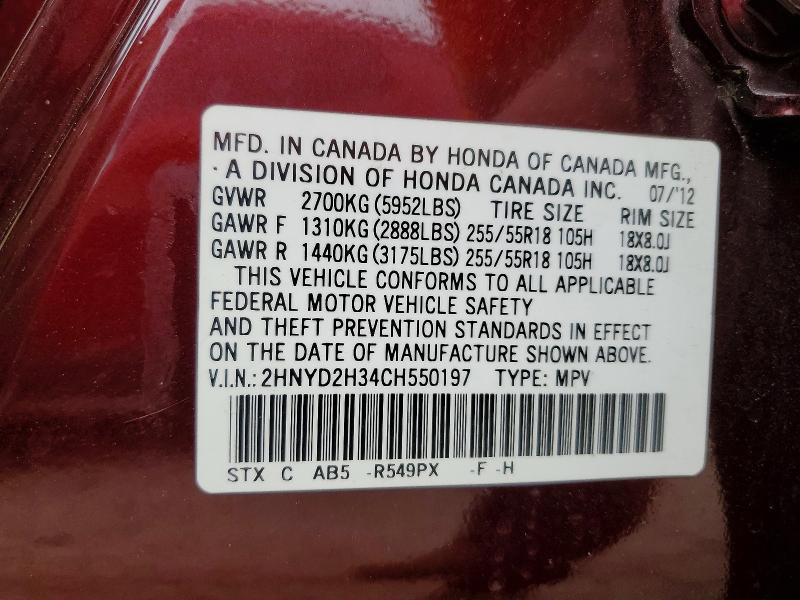 MFD. IN CANADA BY HONDA OF CANADA MFG.,
· A DIVISION OF HONDA CANADA INC. 07/'12
GVWR 2700KG (5952LBS) TIRE SIZE RIM SIZE
GAWR F 1310KG (2888LBS) 255/55R18 105H 18X8.0J
GAWR R 1440KG (3175LBS) 255/55R18 105H 18X8.0J
THIS VEHICLE CONFORMS TO ALL APPLICABLE
FEDERAL MOTOR VEHICLE SAFETY
AND THEFT PREVENTION STANDARDS IN EFFECT
ON THE DATE OF MANUFACTURE SHOWN ABOVE.
V.I.N.: 2HNYD2H34CH550197 TYPE: MPV
STX C AB5 -R549PX -F -H